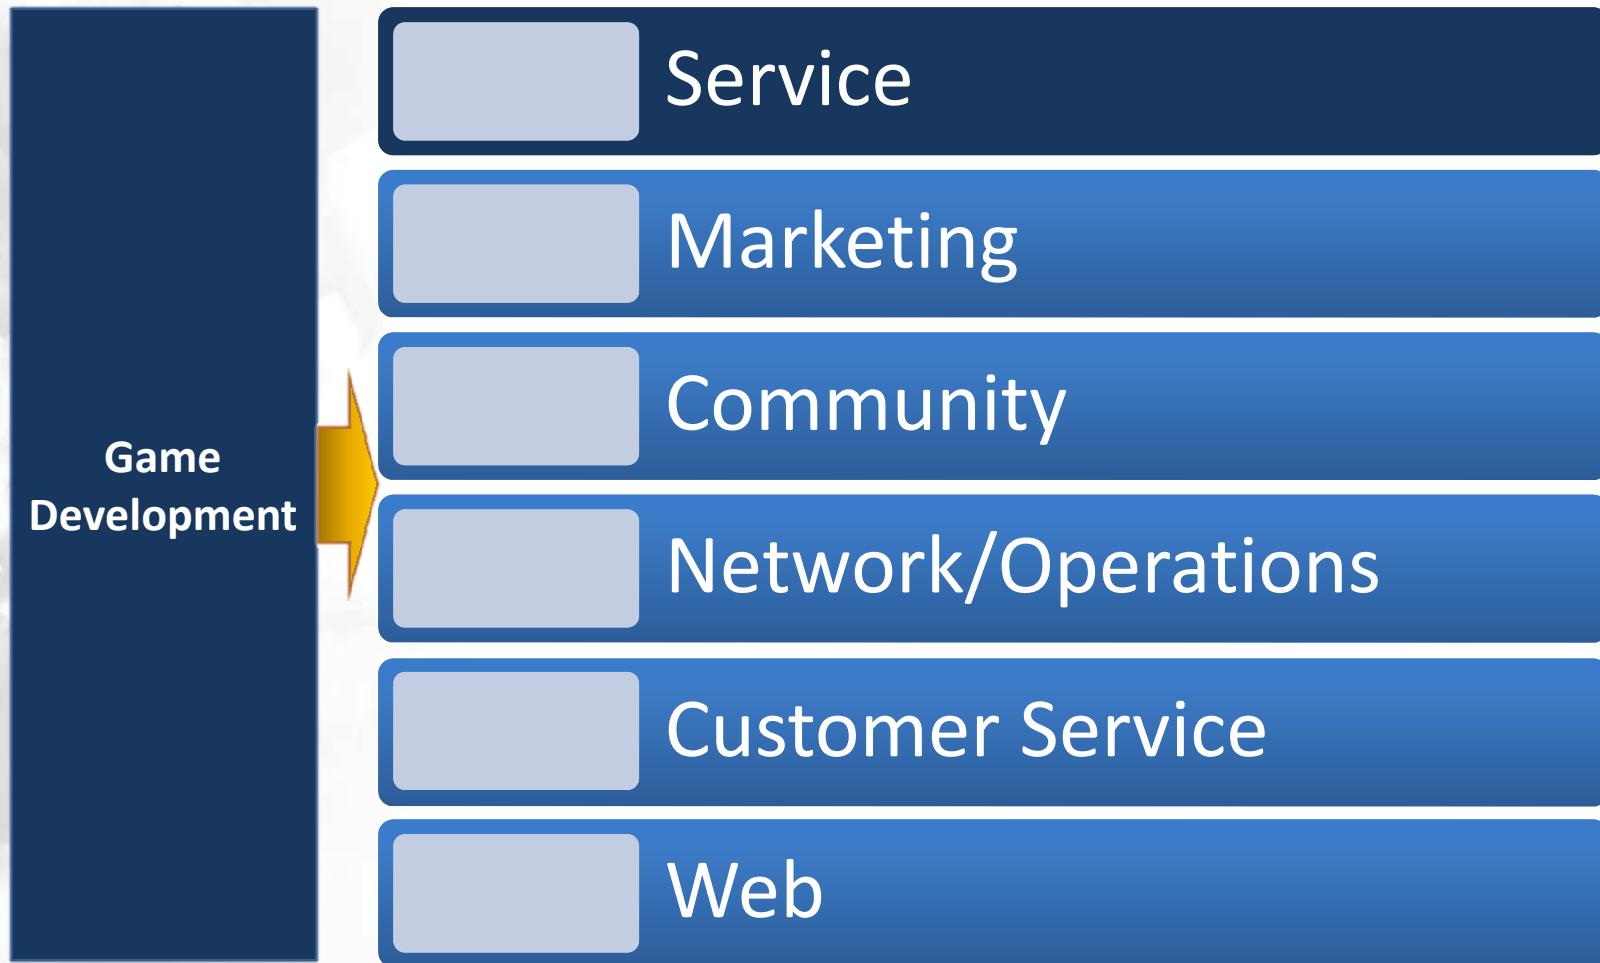 Game
Development
Service
Marketing
Community
Network/Operations
Customer Service
Web